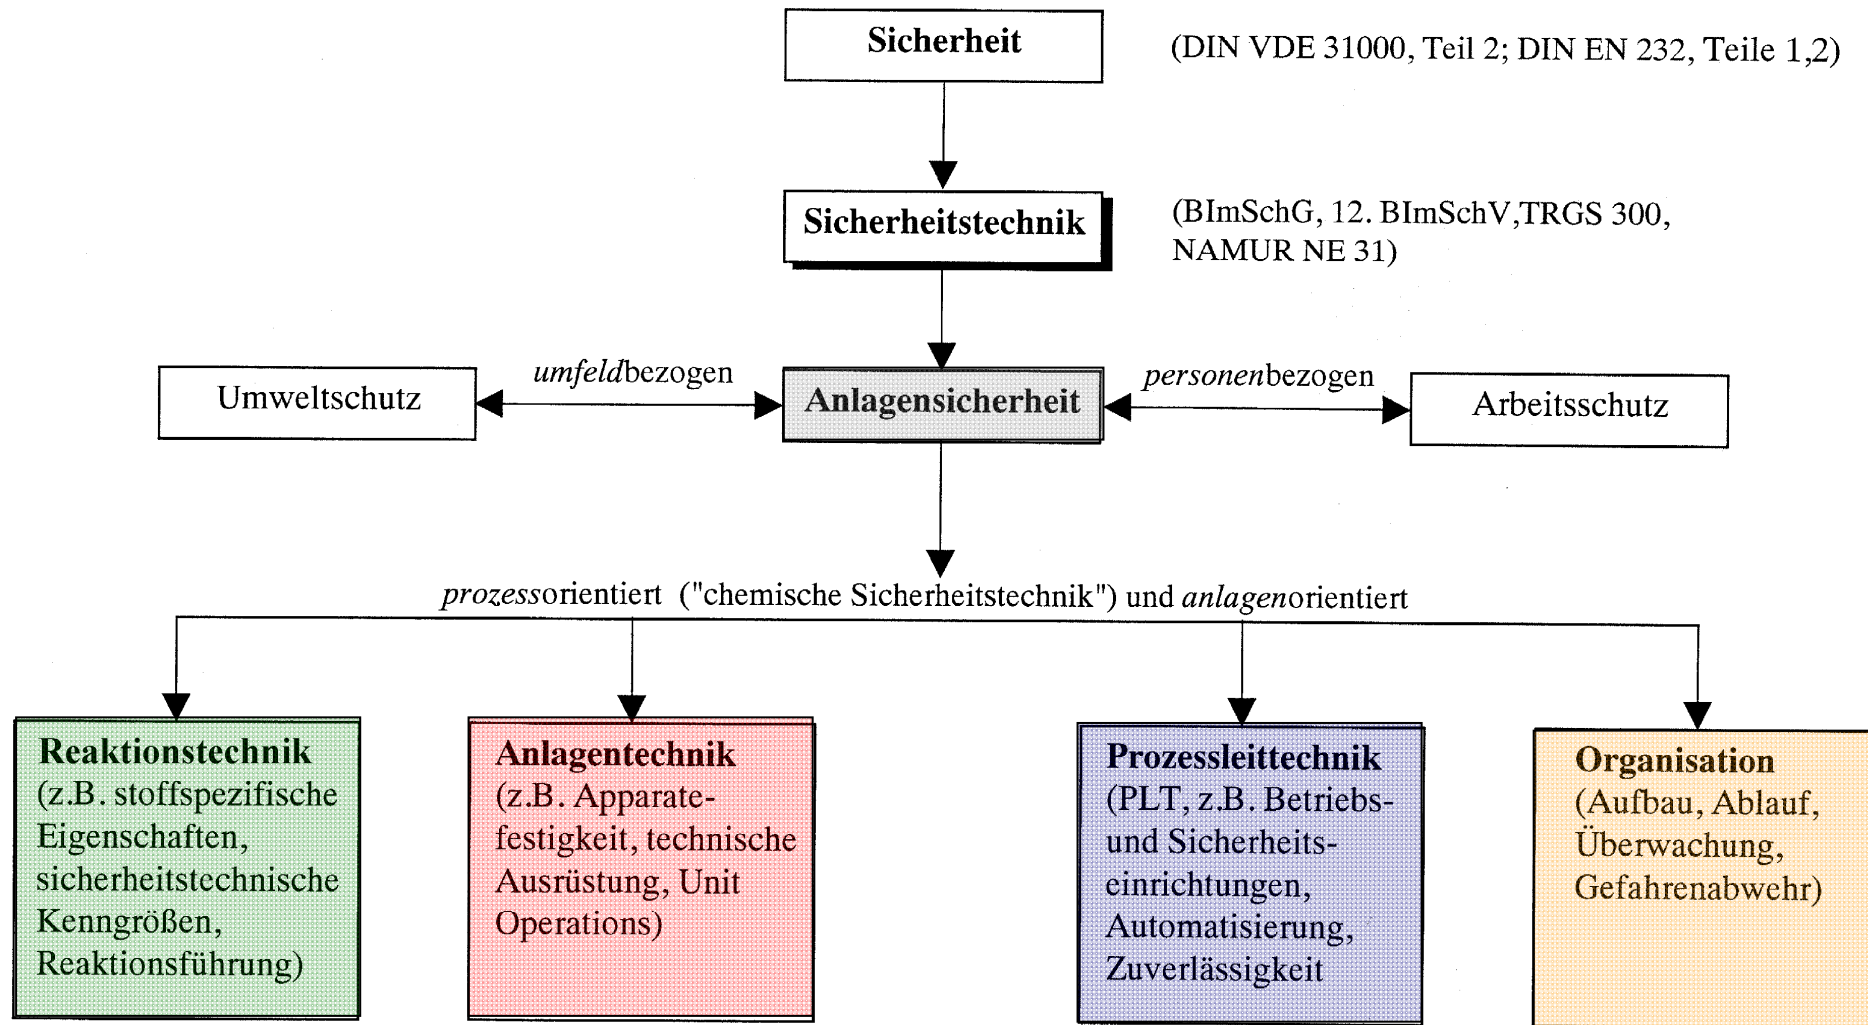 Sicherheit
(DIN VDE 31000, Teil 2; DIN EN 232, Teile 1,2)
Sicherheitstechnik
(BImSchG, 12. BImSchV,TRGS 300,
NAMUR NE 31)
Umweltschutz
umfeldbezogen
Anlagensicherheit
personenbezogen
Arbeitsschutz
prozessorientiert ("chemische Sicherheitstechnik") und anlagenorientiert
Reaktionstechnik
(z.B. stoffspezifische
Eigenschaften,
sicherheitstechnische
Kenngrößen,
Reaktionsführung)
Anlagentechnik
(z.B. Apparate-
festigkeit, technische
Ausrüstung, Unit
Operations)
Prozessleittechnik
(PLT, z.B. Betriebs-
und Sicherheits-
einrichtungen,
Automatisierung,
Zuverlässigkeit
Organisation
(Aufbau, Ablauf,
Überwachung,
Gefahrenabwehr)